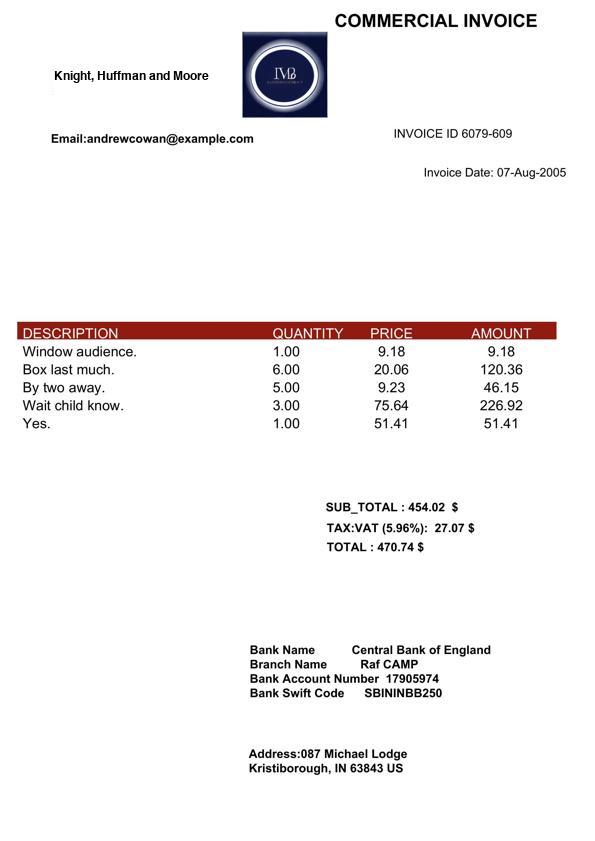 COMMERCIAL INVOICE
Knight, Huffman and Moore
Email:andrewcowan@example.com
INVOICE ID 6079-609
Invoice Date: 07-Aug-2005
DESCRIPTION QUANTITY PRICE AMOUNT
Window audience. 1.00 9.18 9.18
Box last much. 6.00 20.06 120.36
By two away. 5.00 9.23 46.15
Wait child know. 3.00 75.64 226.92
Yes. 1.00 51.41 51.41
SUB_TOTAL : 454.02 $
TAX:VAT (5.96%): 27.07 $
TOTAL : 470.74 $
Bank Name Central Bank of England
Branch Name Raf CAMP
Bank Account Number 17905974
Bank Swift Code SBININBB250
Address:087 Michael Lodge
Kristiborough, IN 63843 US